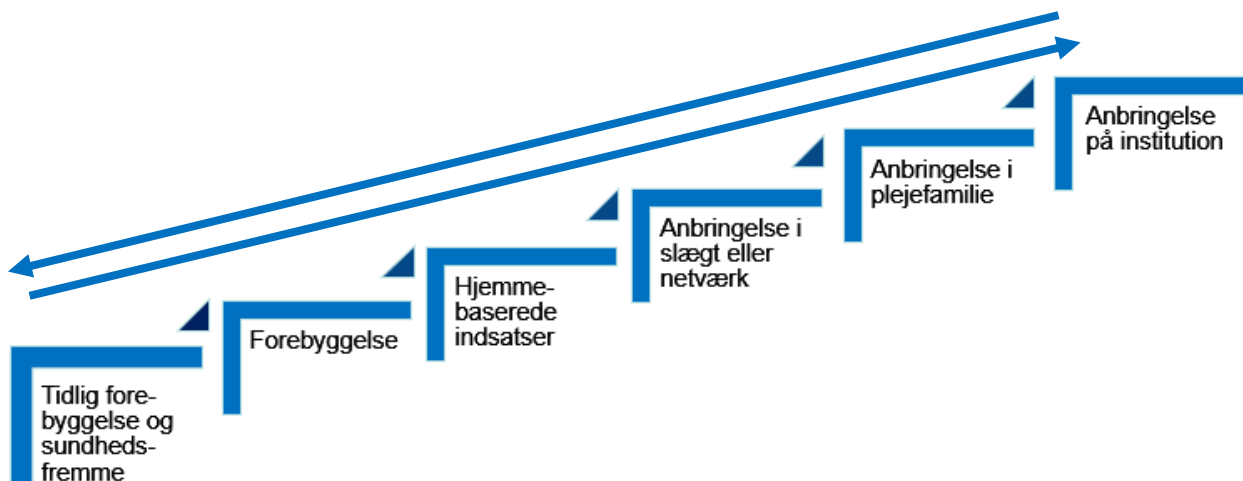 Tidlig fore-
byggelse og
sundheds-
fremme
Forebyggelse
Hjemme-
baserede
indsatser
Anbringelse i
slægt eller
netværk
Anbringelse i
plejefamilie
Anbringelse
på institution